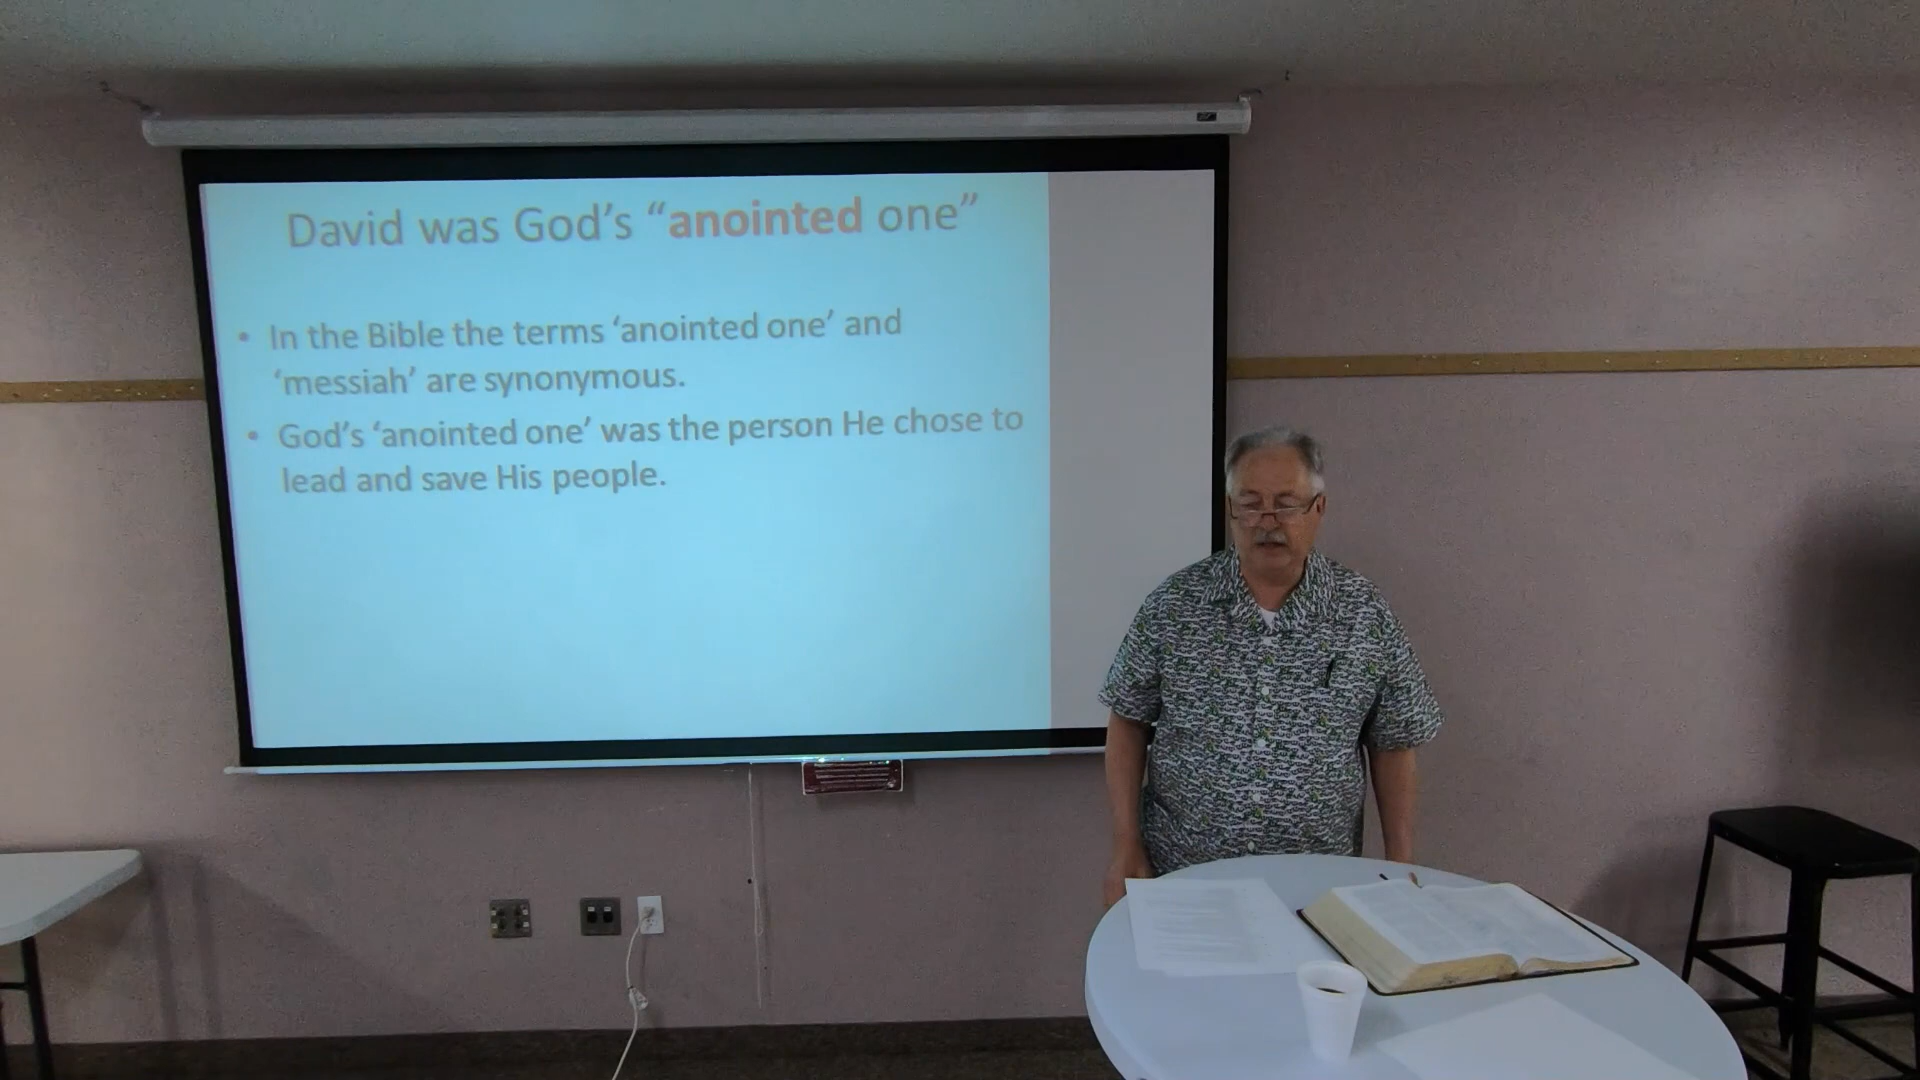 David was God’s “anointed one”
• In the Bible the terms ‘anointed one’ and
‘messiah’ are synonymous.
• God’s ‘anointed one’ was the person He chose to
lead and save His people.